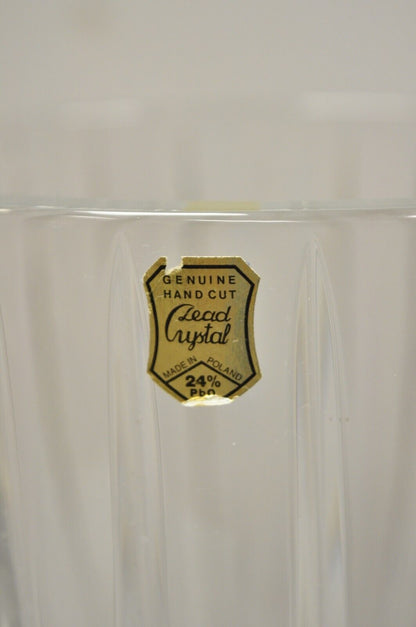 GENUINE
HAND CUT
Lead
Crystal
MADE IN POLAND
24%
PbO